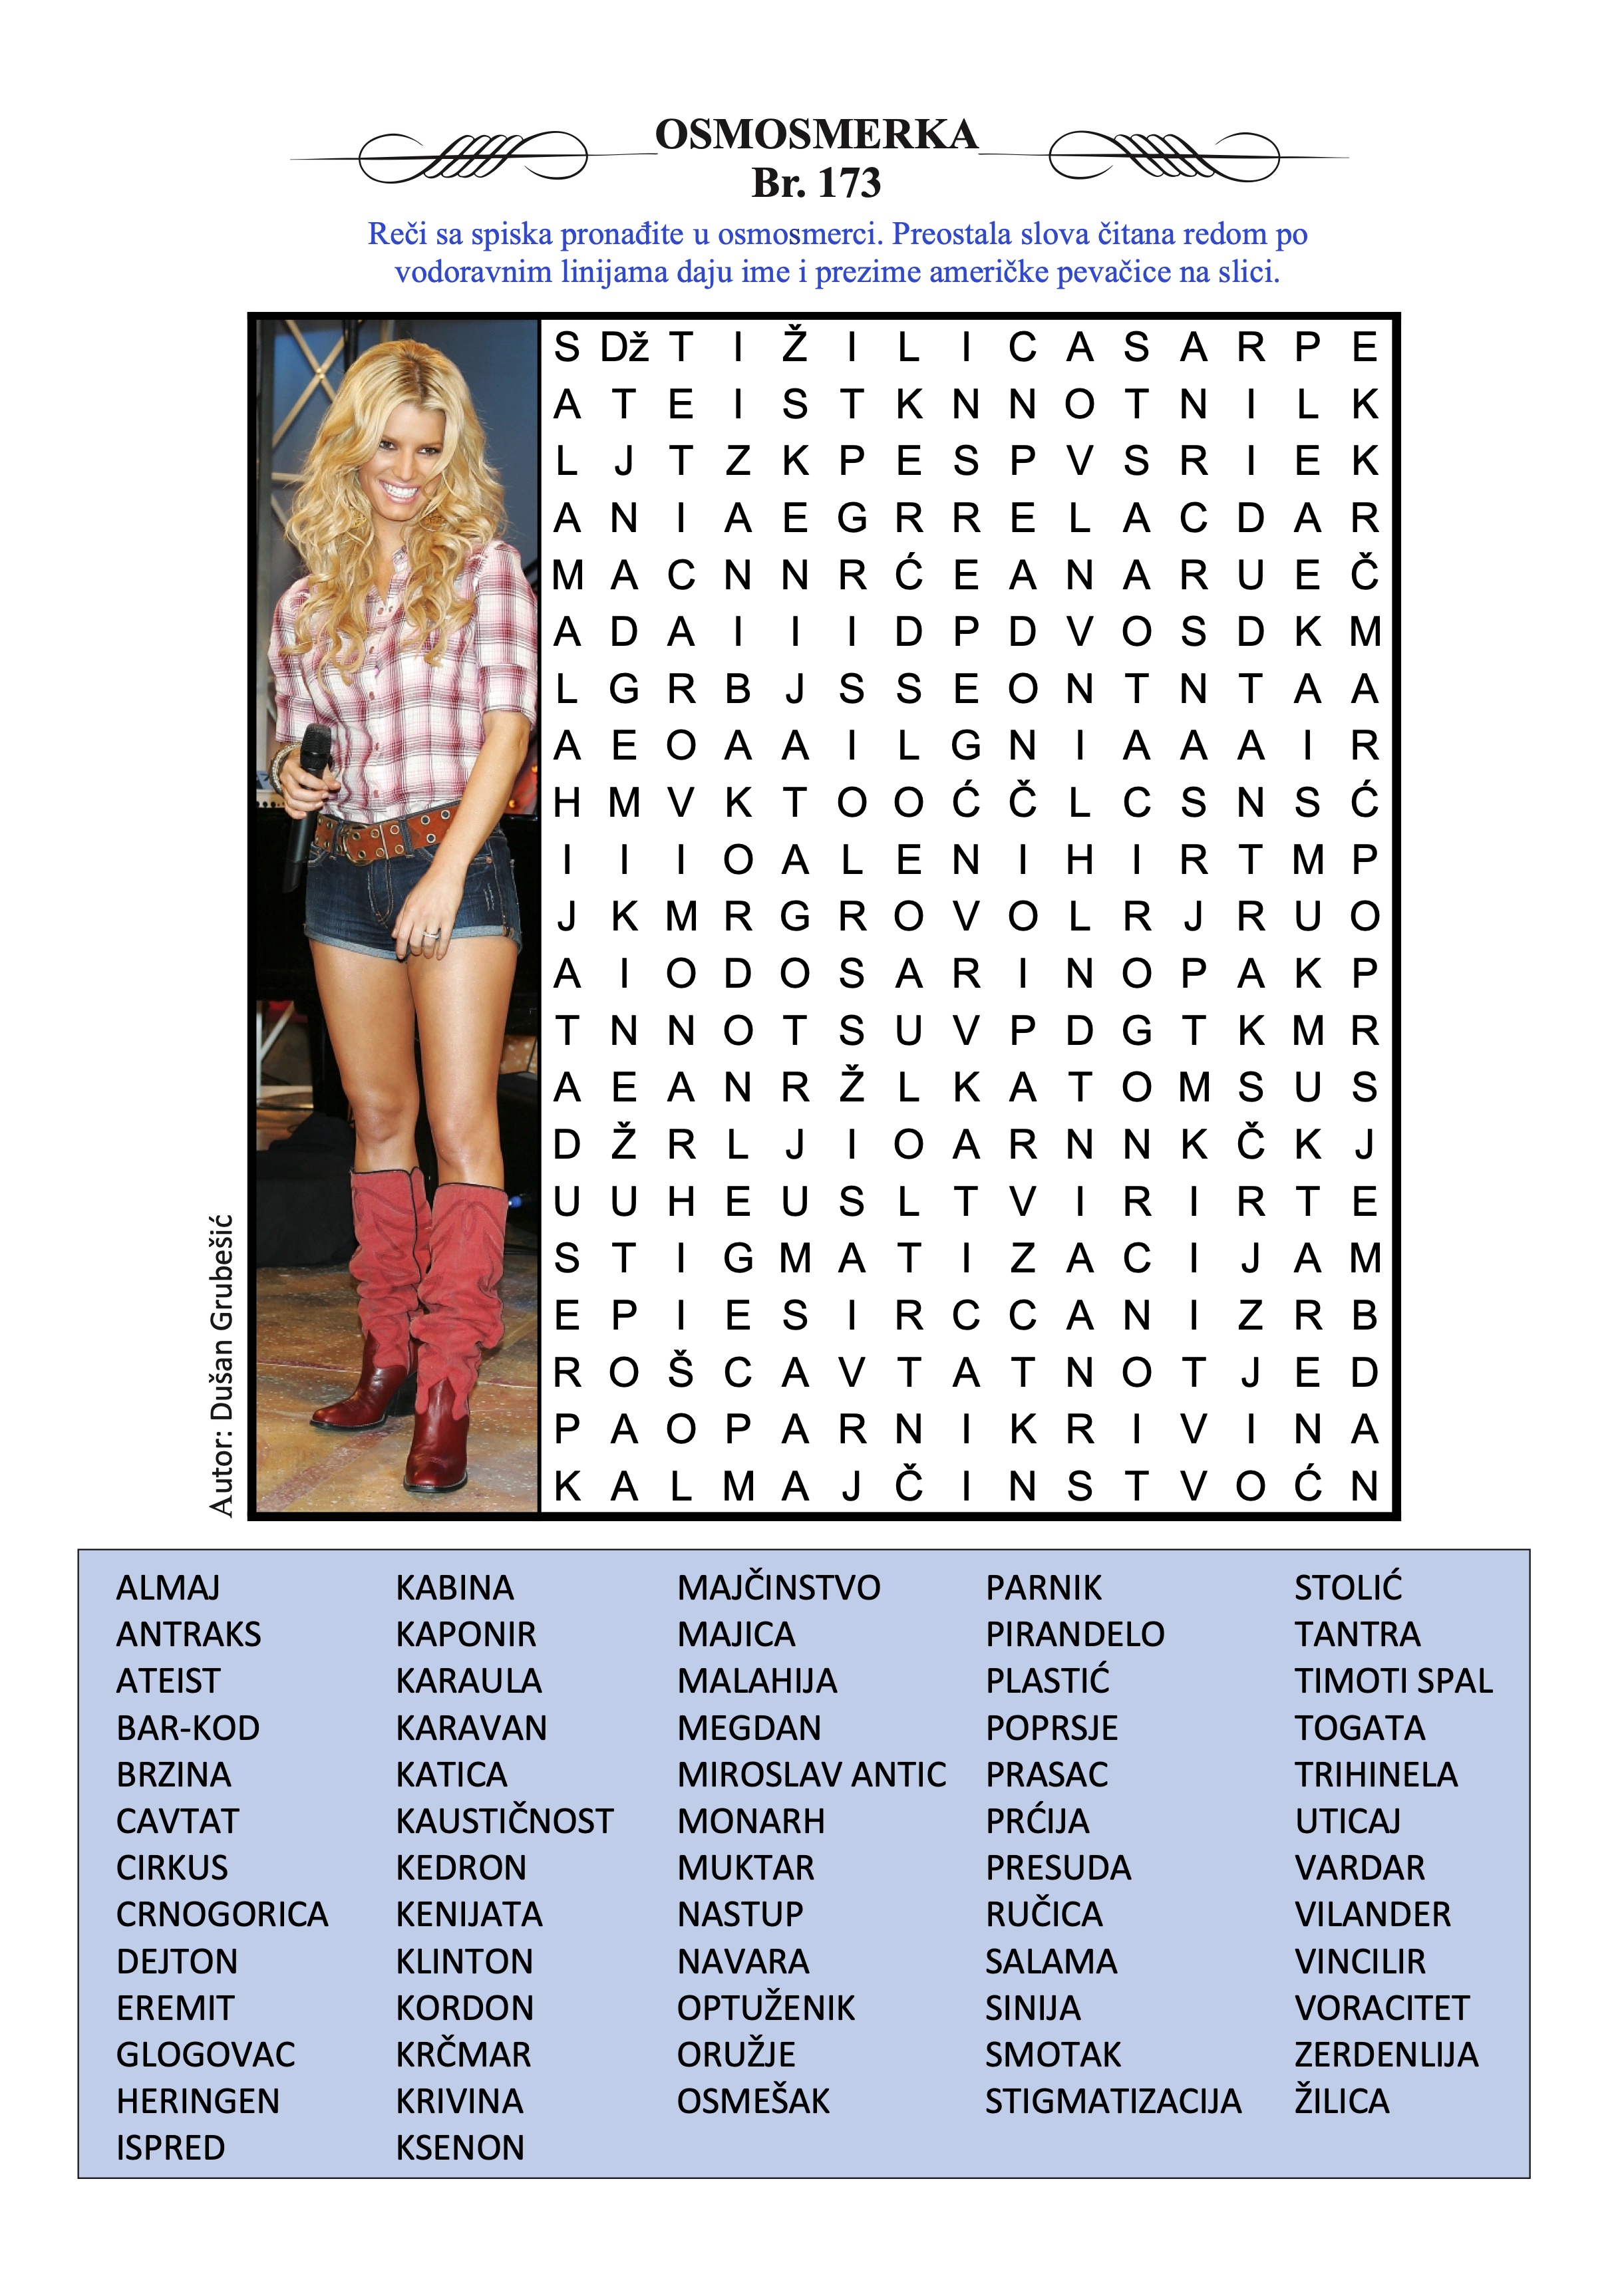 OSMOSMERKA
Br. 173
Reči sa spiska pronađite u osmosmerci. Preostala slova čitana redom po
vodoravnim linijama daju ime i prezime američke pevačice na slici.
S Dž T I Ž I L I C A S A R P E
A T E I S T K N N O T N I L K
L J T Z K P E S P V S R I E K
A N I A E G R R E L A C D A R
M A C N N R Ć E A N A R U E Č
A D A I I I D P D V O S D K M
L G R B J S S E O N T N T A A
A E O A A I L G N I A A A I R
H M V K T O O Ć Č L C S N S Ć
I I I O A L E N I H I R T M P
J K M R G R O V O L R J R U O
A I O D O S A R I N O P A K P
T N N O T S U V P D G T K M R
A E A N R Ž L K A T O M S U S
D Ž R L J I O A R N N K Č K J
U U H E U S L T V I R I R T E
S T I G M A T I Z A C I J A M
E P I E S I R C C A N I Z R B
R O Š C A V T A T N O T J E D
P A O P A R N I K R I V I N A
K A L M A J Č I N S T V O Ć N
Autor: Dušan Grubešić
ALMAJ KABINA MAJČINSTVO PARNIK STOLIĆ
ANTRAKS KAPONIR MAJICA PIRANDELO TANTRA
ATEIST KARAULA MALAHIJA PLASTIĆ TIMOTI SPAL
BAR-KOD KARAVAN MEGDAN POPRSJE TOGATA
BRZINA KATICA MIROSLAV ANTIC PRASAC TRIHINELA
CAVTAT KAUSTIČNOST MONARH PRĆIJA UTICAJ
CIRKUS KEDRON MUKTAR PRESUDA VARDAR
CRNOGORICA KENIJATA NASTUP RUČICA VILANDER
DEJTON KLINTON NAVARA SALAMA VINCILIR
EREMIT KORDON OPTUŽENIK SINIJA VORACITET
GLOGOVAC KRČMAR ORUŽJE SMOTAK ZERDENLIJA
HERINGEN KRIVINA OSMEŠAK STIGMATIZACIJA ŽILICA
ISPRED KSENON